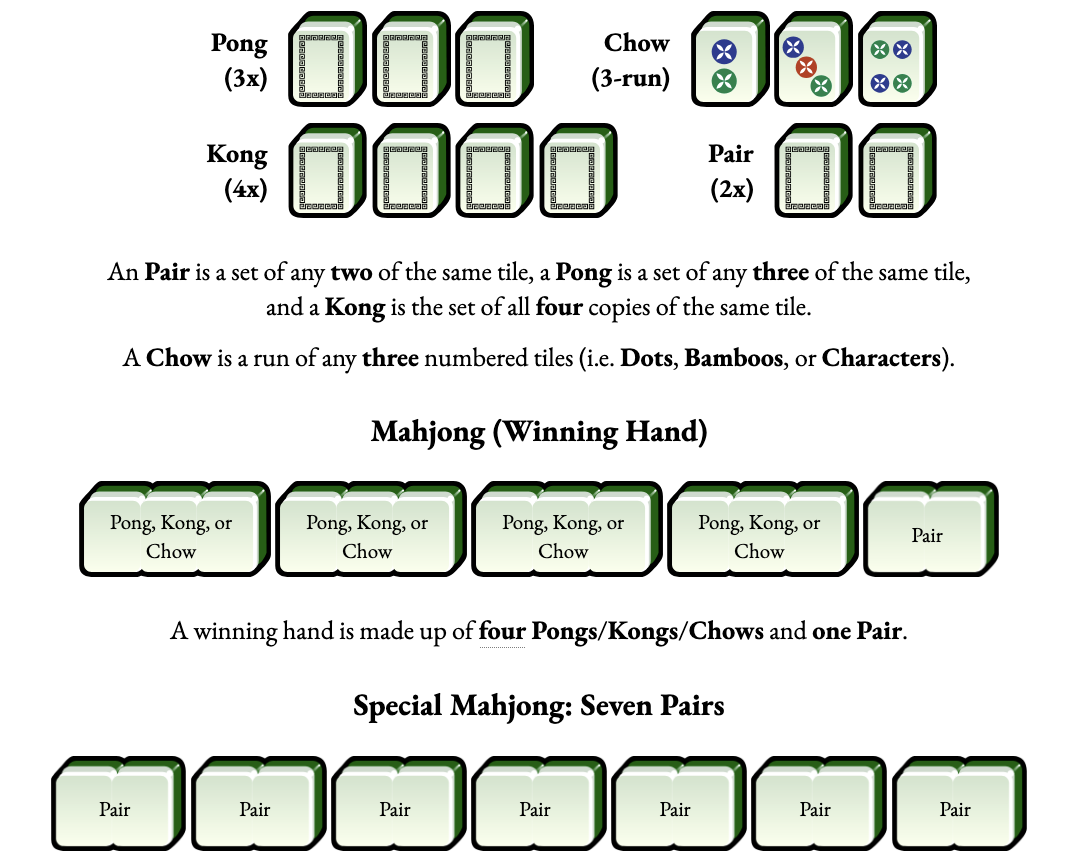 Pong
(3x)
Chow
(3-run)
Kong
(4x)
Pair
(2x)
An Pair is a set of any two of the same tile, a Pong is a set of any three of the same tile,
and a Kong is the set of all four copies of the same tile.
A Chow is a run of any three numbered tiles (i.e. Dots, Bamboos, or Characters).
Mahjong (Winning Hand)
Pong, Kong, or
Chow
Pong, Kong, or
Chow
Pong, Kong, or
Chow
Pong, Kong, or
Chow
Pair
A winning hand is made up of four Pongs/Kongs/Chows and one Pair.
Special Mahjong: Seven Pairs
Pair
Pair
Pair
Pair
Pair
Pair
Pair